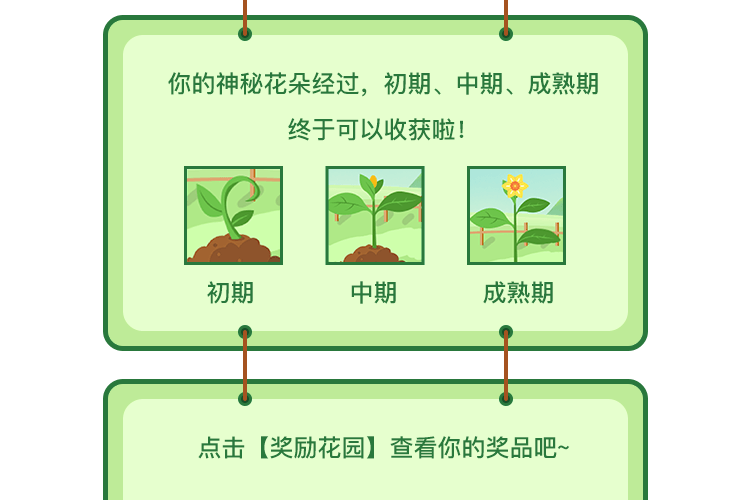 你的神秘花朵经过，初期、中期、成熟期
终于可以收获啦！
初期
中期
成熟期
点击【奖励花园】查看你的奖品吧~